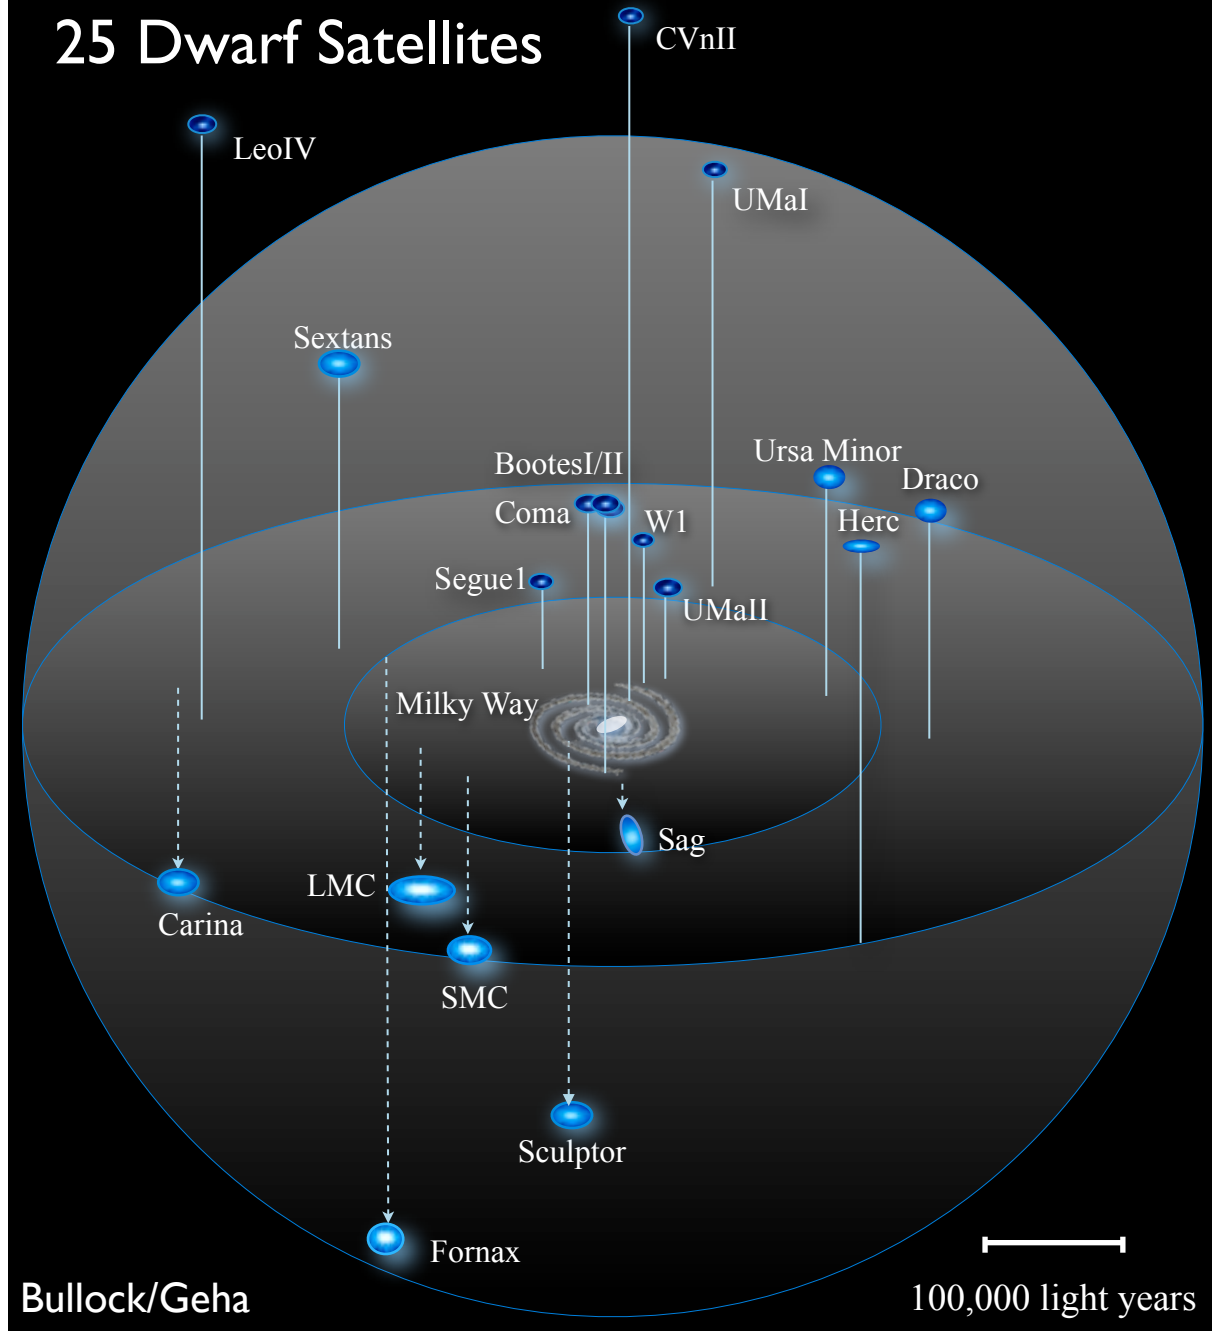 25 Dwarf Satellites
CVnII
LeoIV
UMaI
Sextans
Ursa Minor
BootesI/II
Draco
Coma
W1
Herc
Segue1
UMaII
Milky Way
Sag
LMC
Carina
SMC
Sculptor
Fornax
Bullock/Geha
100,000 light years